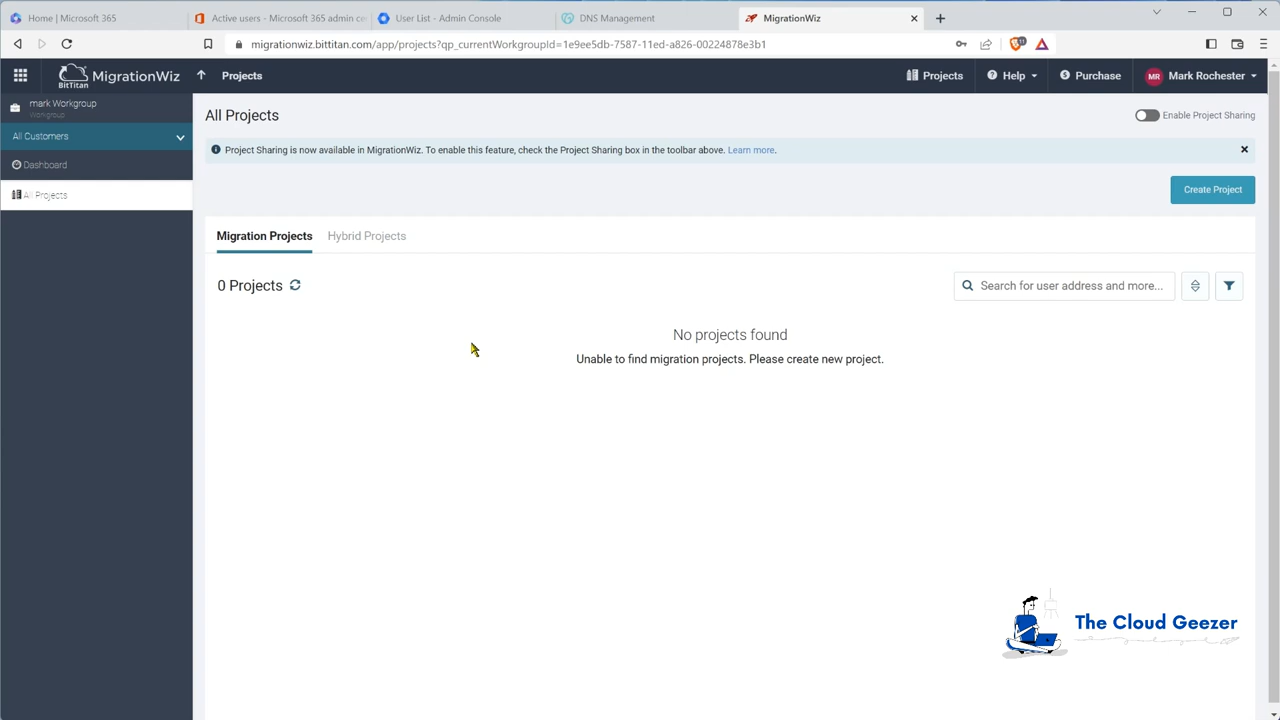 Home | Microsoft 365
Active users - Microsoft 365 admin ce
User List - Admin Console
DNS Management
MigrationWiz
migrationwiz.bittitan.com/app/projects?qp_currentWorkgroupId=1e9ee5db-7587-11ed-a826-00224878e3b1
11
BitTitan
MigrationWiz
Projects
Projects
Help
Purchase
MR
Mark Rochester
mark Workgroup
Workgroup
All Customers
Dashboard
All Projects
All Projects
Enable Project Sharing
Project Sharing is now available in MigrationWiz. To enable this feature, check the Project Sharing box in the toolbar above. Learn more.
Create Project
Migration Projects
Hybrid Projects
0 Projects
Search for user address and more...
No projects found
Unable to find migration projects. Please create new project.
The Cloud Geezer